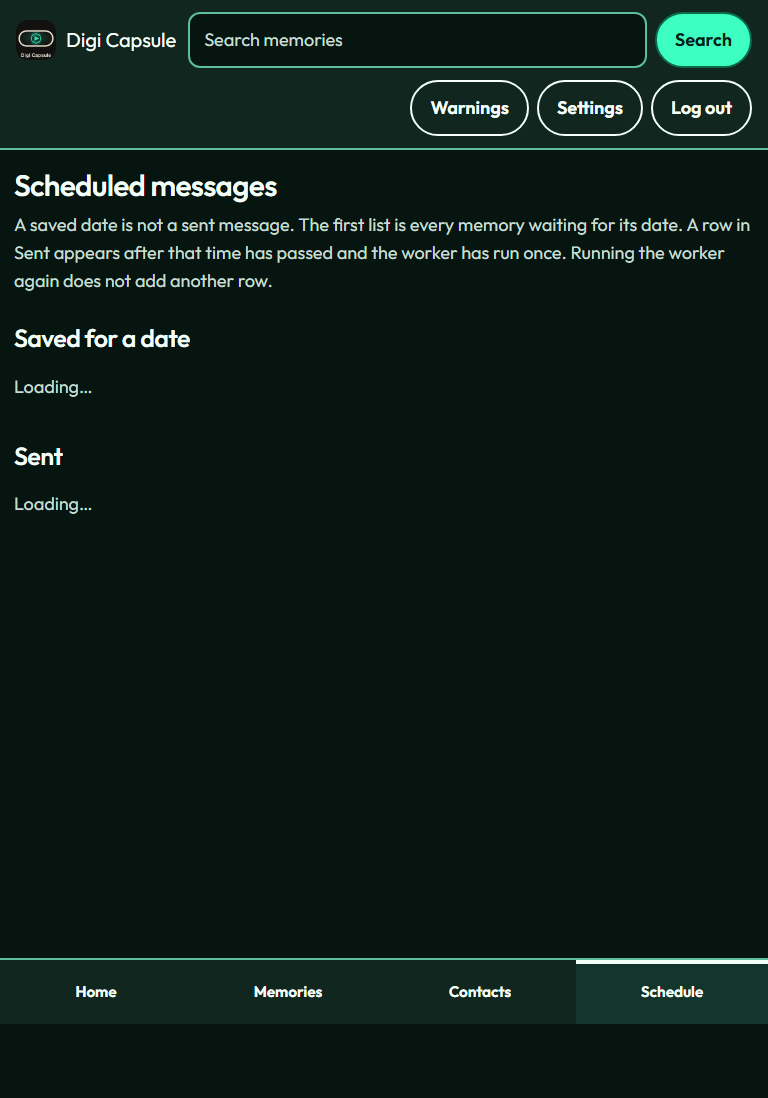 Digi Capsule
Digi Capsule
Search memories
Search
Warnings
Settings
Log out
Scheduled messages
A saved date is not a sent message. The first list is every memory waiting for its date. A row in
Sent appears after that time has passed and the worker has run once. Running the worker
again does not add another row.
Saved for a date
Loading…
Sent
Loading…
Home
Memories
Contacts
Schedule